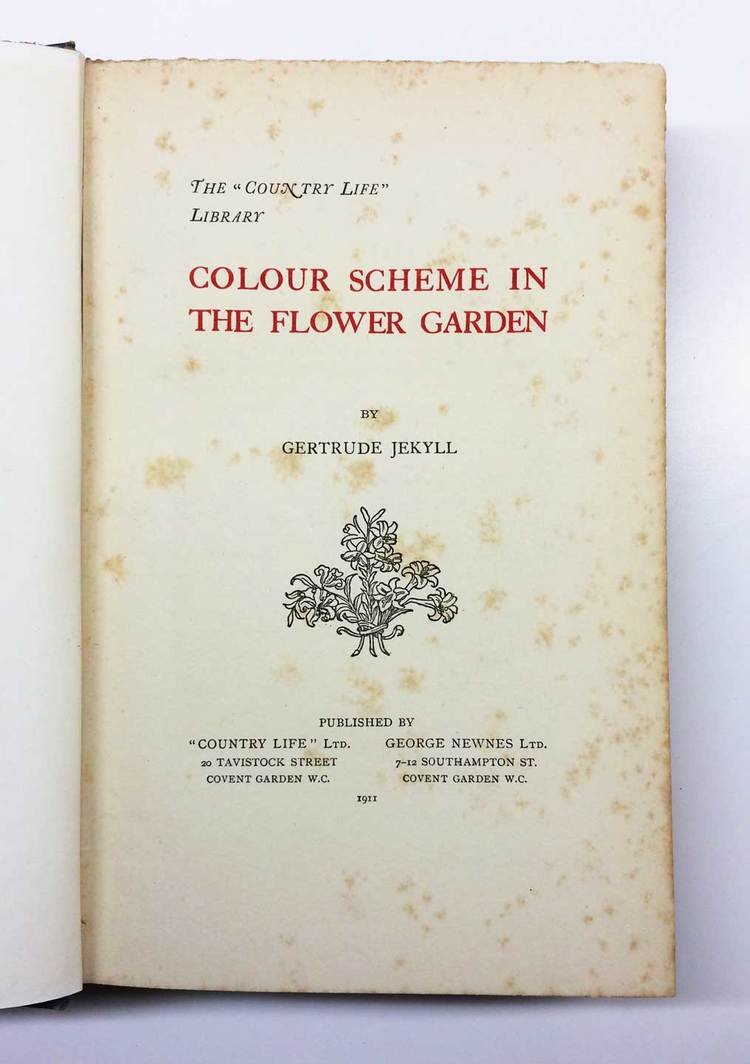 THE "COUNTRY LIFE"
LIBRARY
COLOUR SCHEME IN
THE FLOWER GARDEN
BY
GERTRUDE JEKYLL
PUBLISHED BY
"COUNTRY LIFE" LTD.
20 TAVISTOCK STREET
COVENT GARDEN W.C.
GEORGE NEWNES LTD.
7–12 SOUTHAMPTON ST.
COVENT GARDEN W.C.
1911